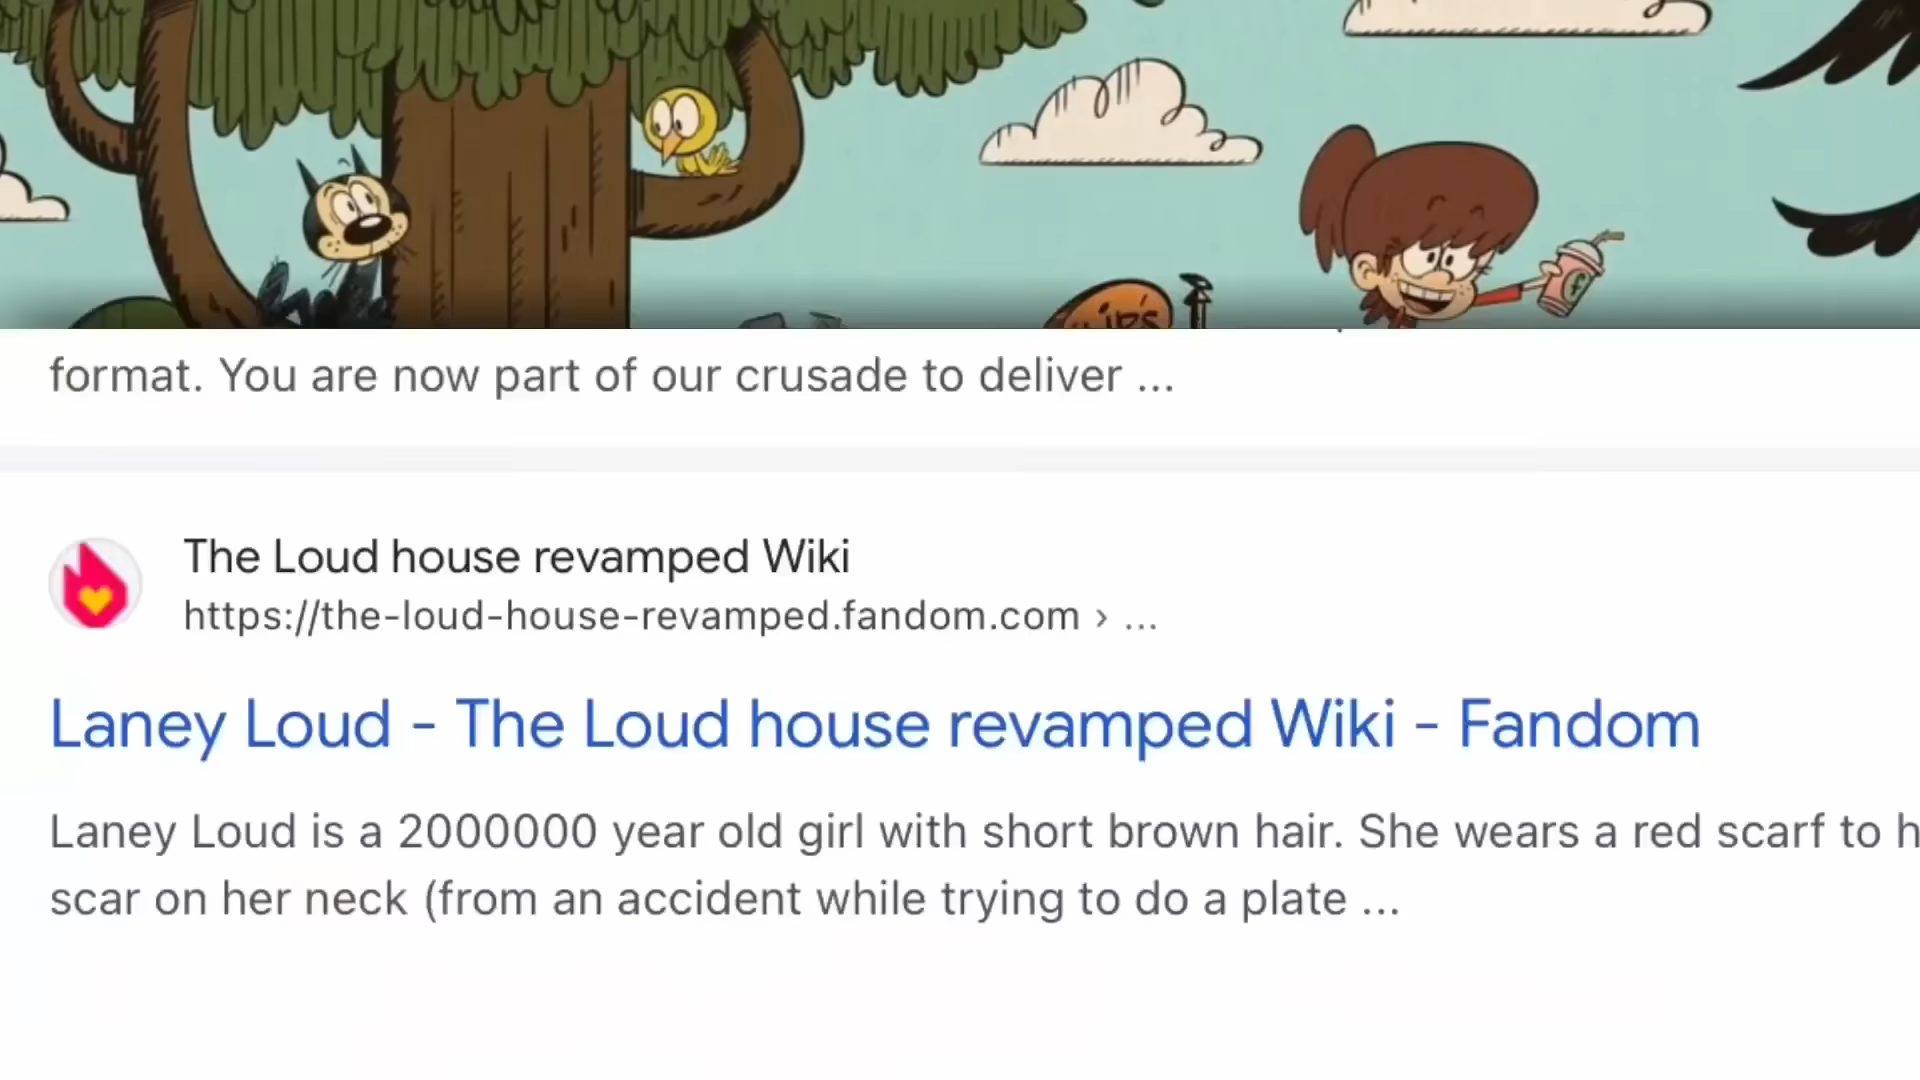 ip's
format. You are now part of our crusade to deliver ...
The Loud house revamped Wiki
https://the-loud-house-revamped.fandom.com › ...
Laney Loud - The Loud house revamped Wiki - Fandom
Laney Loud is a 2000000 year old girl with short brown hair. She wears a red scarf to
scar on her neck (from an accident while trying to do a plate ...